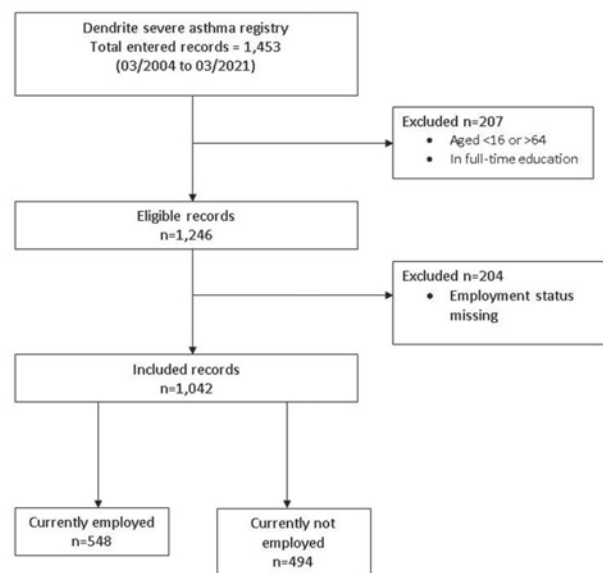 Dendrite severe asthma registry
Total entered records = 1,453
(03/2004 to 03/2021)
Excluded n=207
• Aged <16 or >64
• In full-time education
Eligible records
n=1,246
Excluded n=204
• Employment status
missing
Included records
n=1,042
Currently employed
n=548
Currently not
employed
n=494